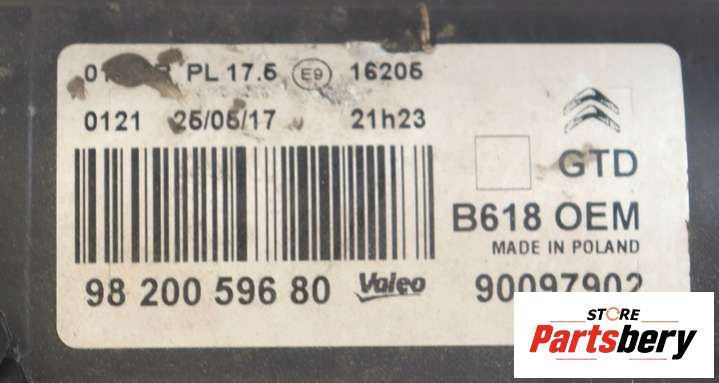 PL 17.5 E9 16205
0121 25/05/17 21h23
GTD
B618 OEM
MADE IN POLAND
98 200 596 80 Valeo 90097902
STORE
Partsbery